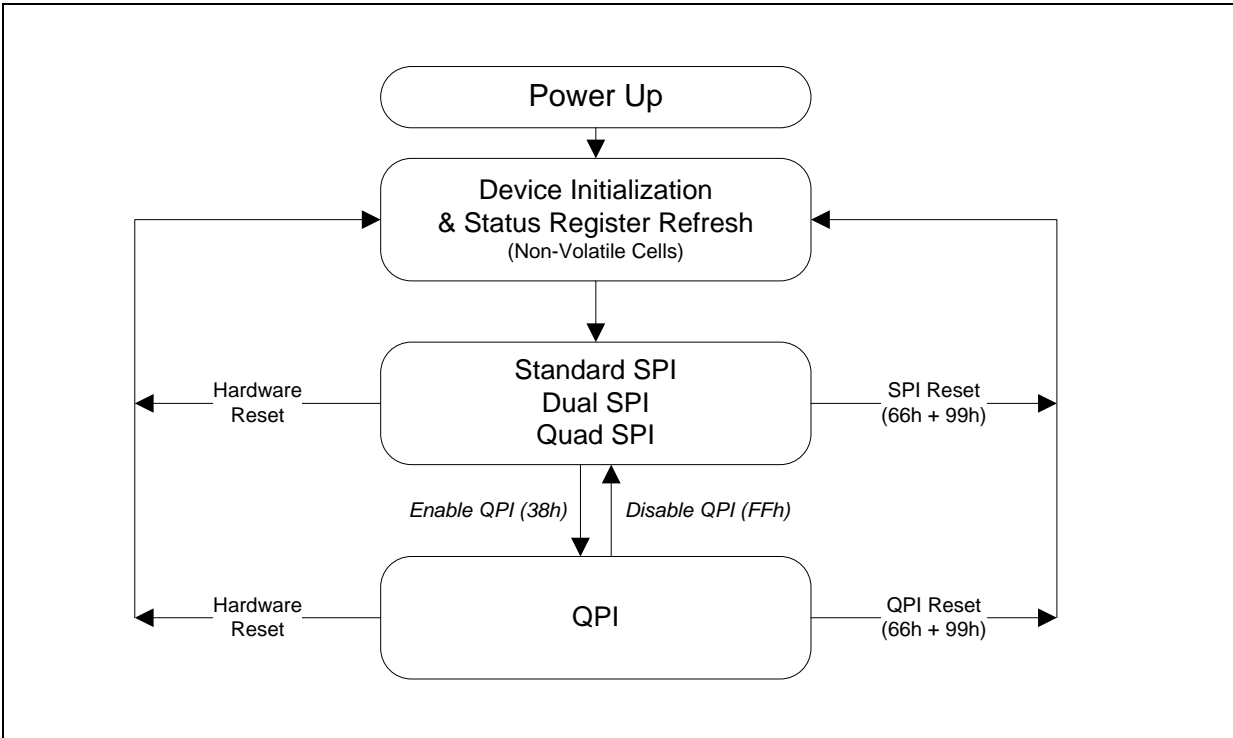 Power Up
Device Initialization
& Status Register Refresh
(Non-Volatile Cells)
Standard SPI
Dual SPI
Quad SPI
Hardware
Reset
SPI Reset
(66h + 99h)
Enable QPI (38h)
Disable QPI (FFh)
QPI
Hardware
Reset
QPI Reset
(66h + 99h)